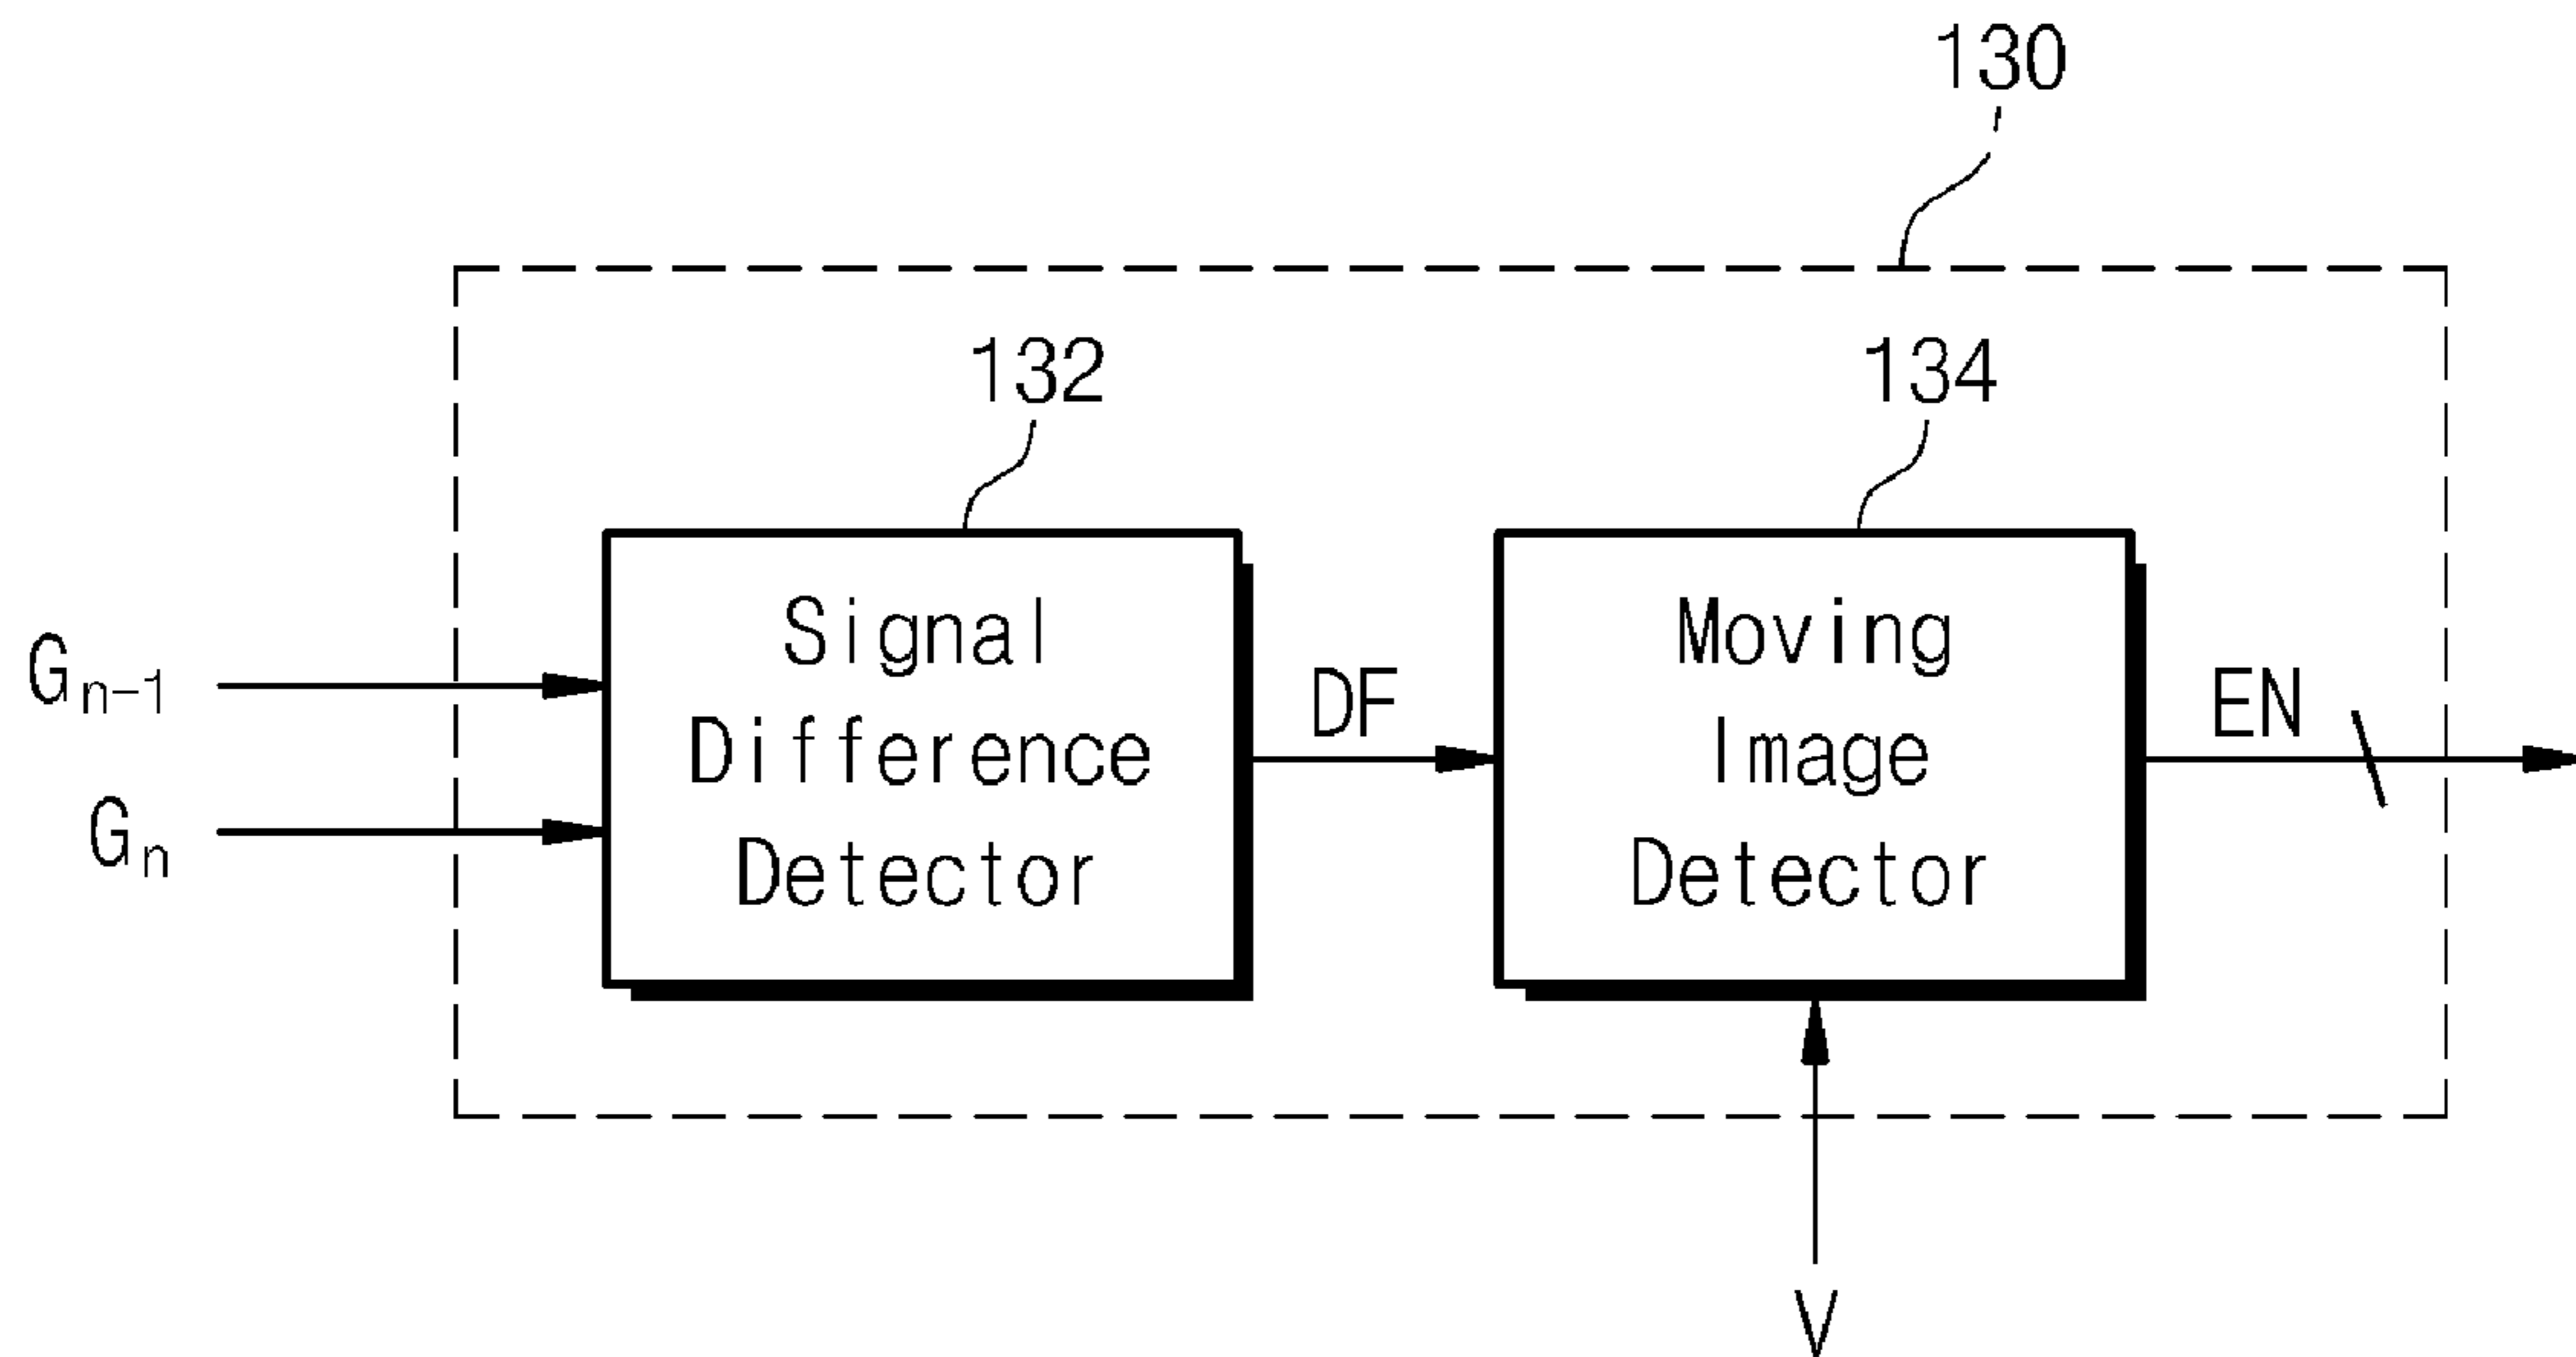 130
132
134
Signal
Difference
Detector
Moving
Image
Detector
Gn-1
Gn
DF
EN
V